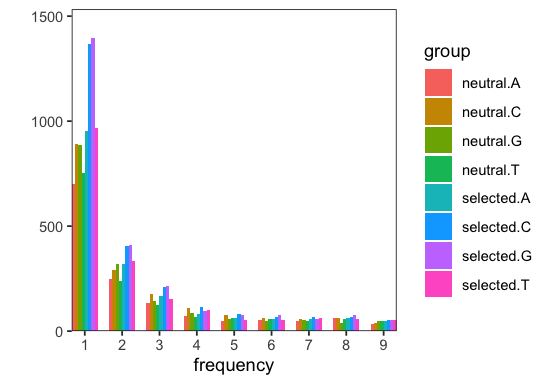 1500
1000
500
0
1 2 3 4 5 6 7 8 9
frequency
group
neutral.A
neutral.C
neutral.G
neutral.T
selected.A
selected.C
selected.G
selected.T